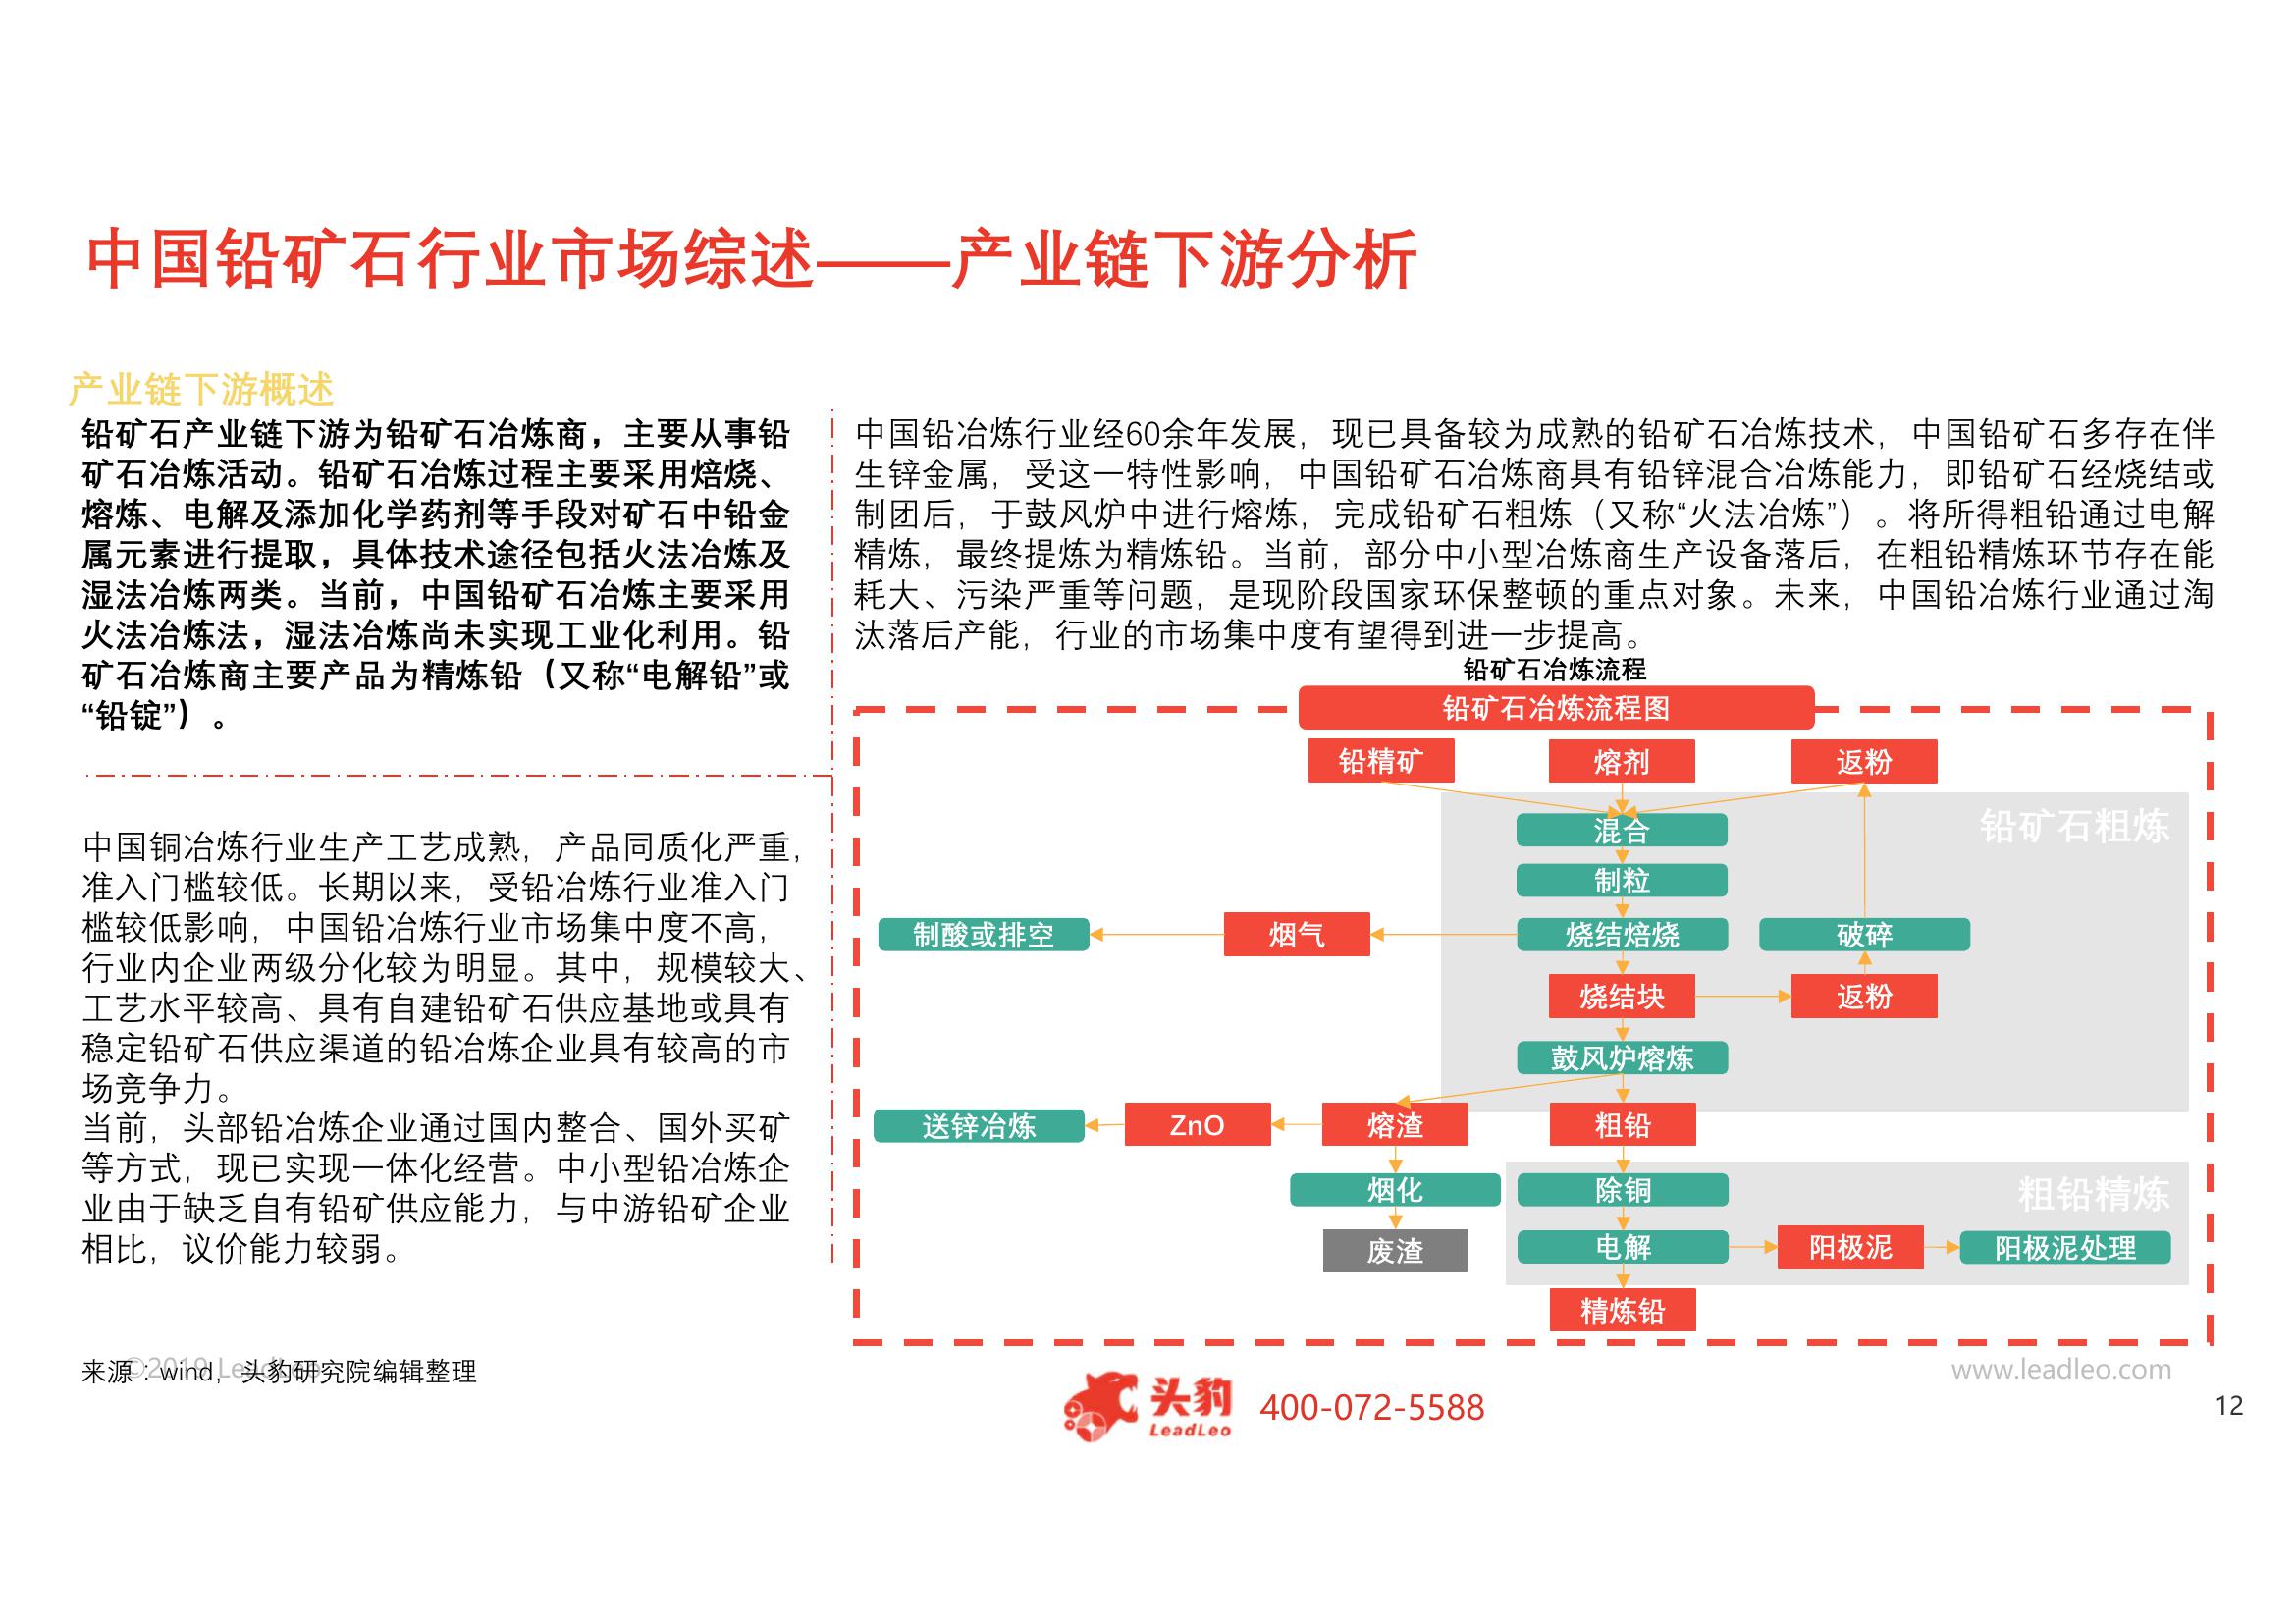 中国铅矿石行业市场综述——产业链下游分析
产业链下游概述
铅矿石产业链下游为铅矿石冶炼商，主要从事铅
矿石冶炼活动。铅矿石冶炼过程主要采用焙烧、
熔炼、电解及添加化学药剂等手段对矿石中铅金
属元素进行提取，具体技术途径包括火法冶炼及
湿法冶炼两类。当前，中国铅矿石冶炼主要采用
火法冶炼法，湿法冶炼尚未实现工业化利用。铅
矿石冶炼商主要产品为精炼铅（又称“电解铅”或
“铅锭”）。
中国铜冶炼行业生产工艺成熟，产品同质化严重，
准入门槛较低。长期以来，受铅冶炼行业准入门
槛较低影响，中国铅冶炼行业市场集中度不高，
行业内企业两级分化较为明显。其中，规模较大、
工艺水平较高、具有自建铅矿石供应基地或具有
稳定铅矿石供应渠道的铅冶炼企业具有较高的市
场竞争力。
当前，头部铅冶炼企业通过国内整合、国外买矿
等方式，现已实现一体化经营。中小型铅冶炼企
业由于缺乏自有铅矿供应能力，与中游铅矿企业
相比，议价能力较弱。
中国铅冶炼行业经60余年发展，现已具备较为成熟的铅矿石冶炼技术，中国铅矿石多存在伴
生锌金属，受这一特性影响，中国铅矿石冶炼商具有铅锌混合冶炼能力，即铅矿石经烧结或
制团后，于鼓风炉中进行熔炼，完成铅矿石粗炼（又称“火法冶炼”）。将所得粗铅通过电解
精炼，最终提炼为精炼铅。当前，部分中小型冶炼商生产设备落后，在粗铅精炼环节存在能
耗大、污染严重等问题，是现阶段国家环保整顿的重点对象。未来，中国铅冶炼行业通过淘
汰落后产能，行业的市场集中度有望得到进一步提高。
铅矿石冶炼流程
铅矿石冶炼流程图
铅精矿 熔剂 返粉
铅矿石粗炼
混合
制粒
制酸或排空 烟气 烧结焙烧 破碎
烧结块 返粉
鼓风炉熔炼
送锌冶炼 ZnO 熔渣 粗铅
烟化 除铜 粗铅精炼
废渣 电解 阳极泥 阳极泥处理
精炼铅
来源：wind，头豹研究院编辑整理
©2019 LeadLeo
www.leadleo.com
头豹
LeadLeo
400-072-5588
12